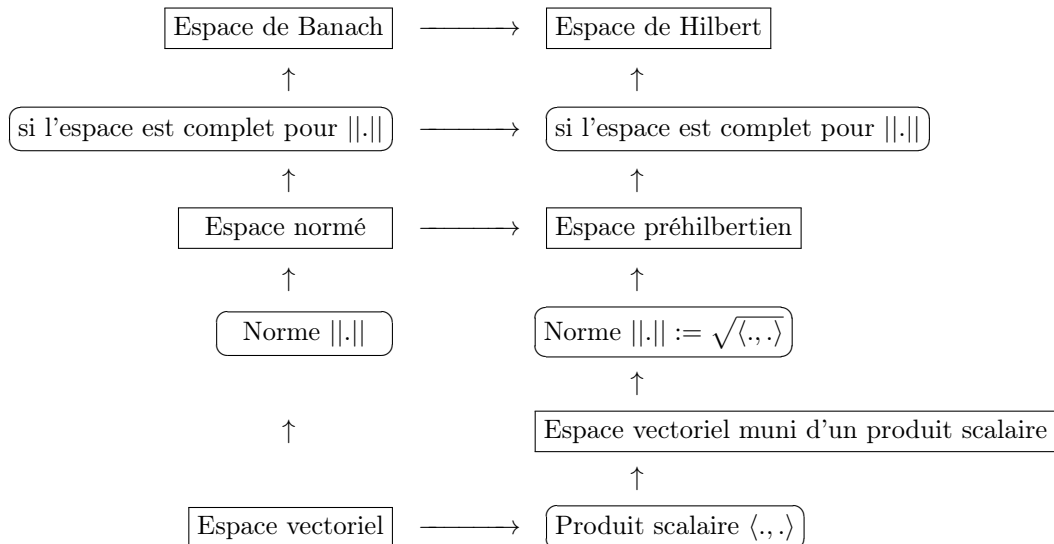 Espace de Banach ⟶ Espace de Hilbert
↑ ↑
si l'espace est complet pour ||.|| ⟶ si l'espace est complet pour ||.||
↑ ↑
Espace normé ⟶ Espace préhilbertien
↑ ↑
Norme ||.|| Norme ||.|| := √⟨.,.⟩
↑
↑ Espace vectoriel muni d'un produit scalaire
↑
Espace vectoriel ⟶ Produit scalaire ⟨.,.⟩